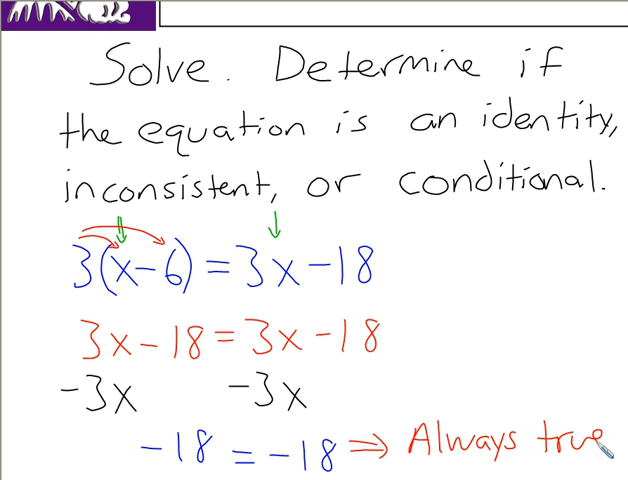 Solve. Determine if
the equation is an identity,
inconsistent, or conditional.
3(x-6) = 3x-18
3x-18 = 3x-18
-3x -3x
-18 = -18 ⇒ Always true